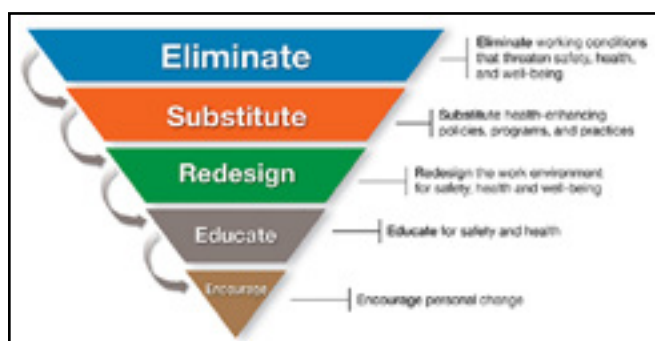 Eliminate
Eliminate working conditions
that threaten safety, health,
and well-being
Substitute
Substitute health-enhancing
policies, programs, and practices
Redesign
Redesign the work environment
for safety, health and well-being
Educate
Educate for safety and health
Encourage
Encourage personal change